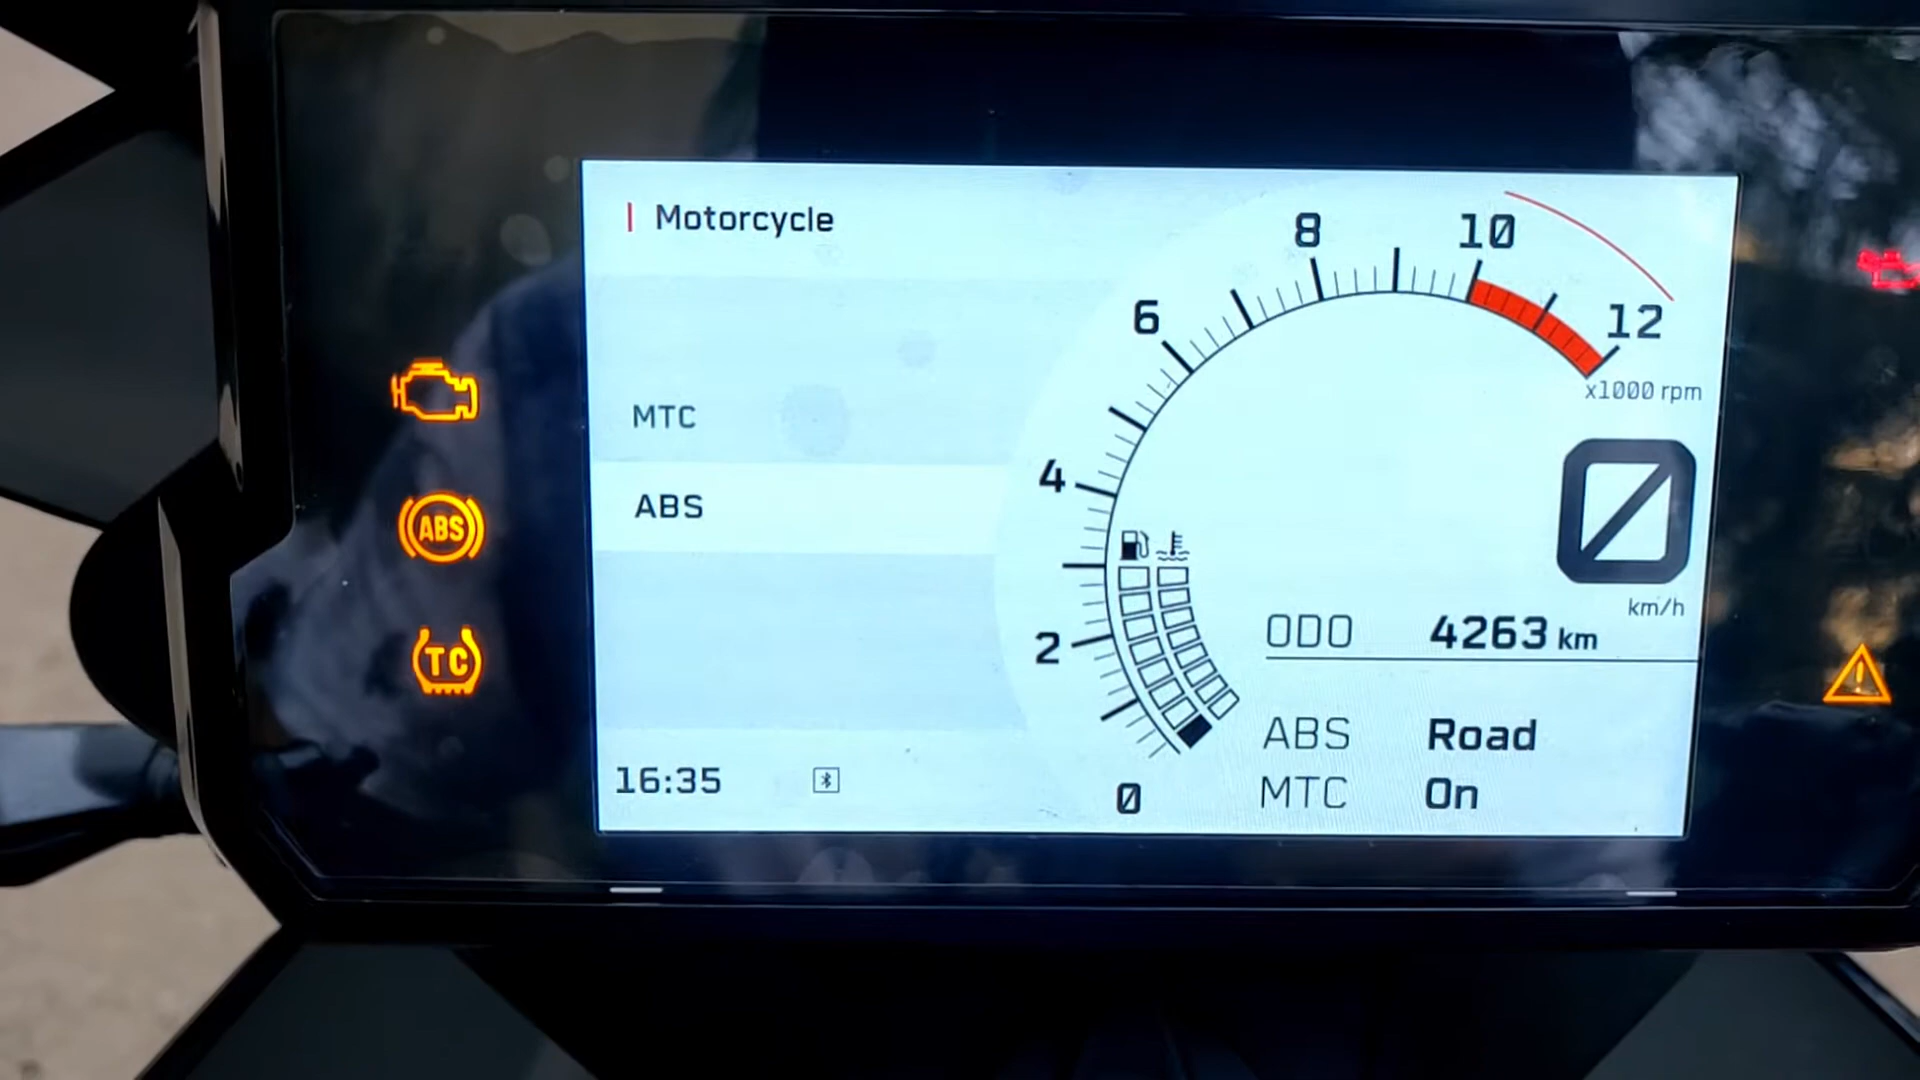 Motorcycle
MTC
ABS
16:35
ABS
TC
0
2
4
6
8
10
12
x1000 rpm
0
km/h
ODO 4263 km
ABS Road
MTC On